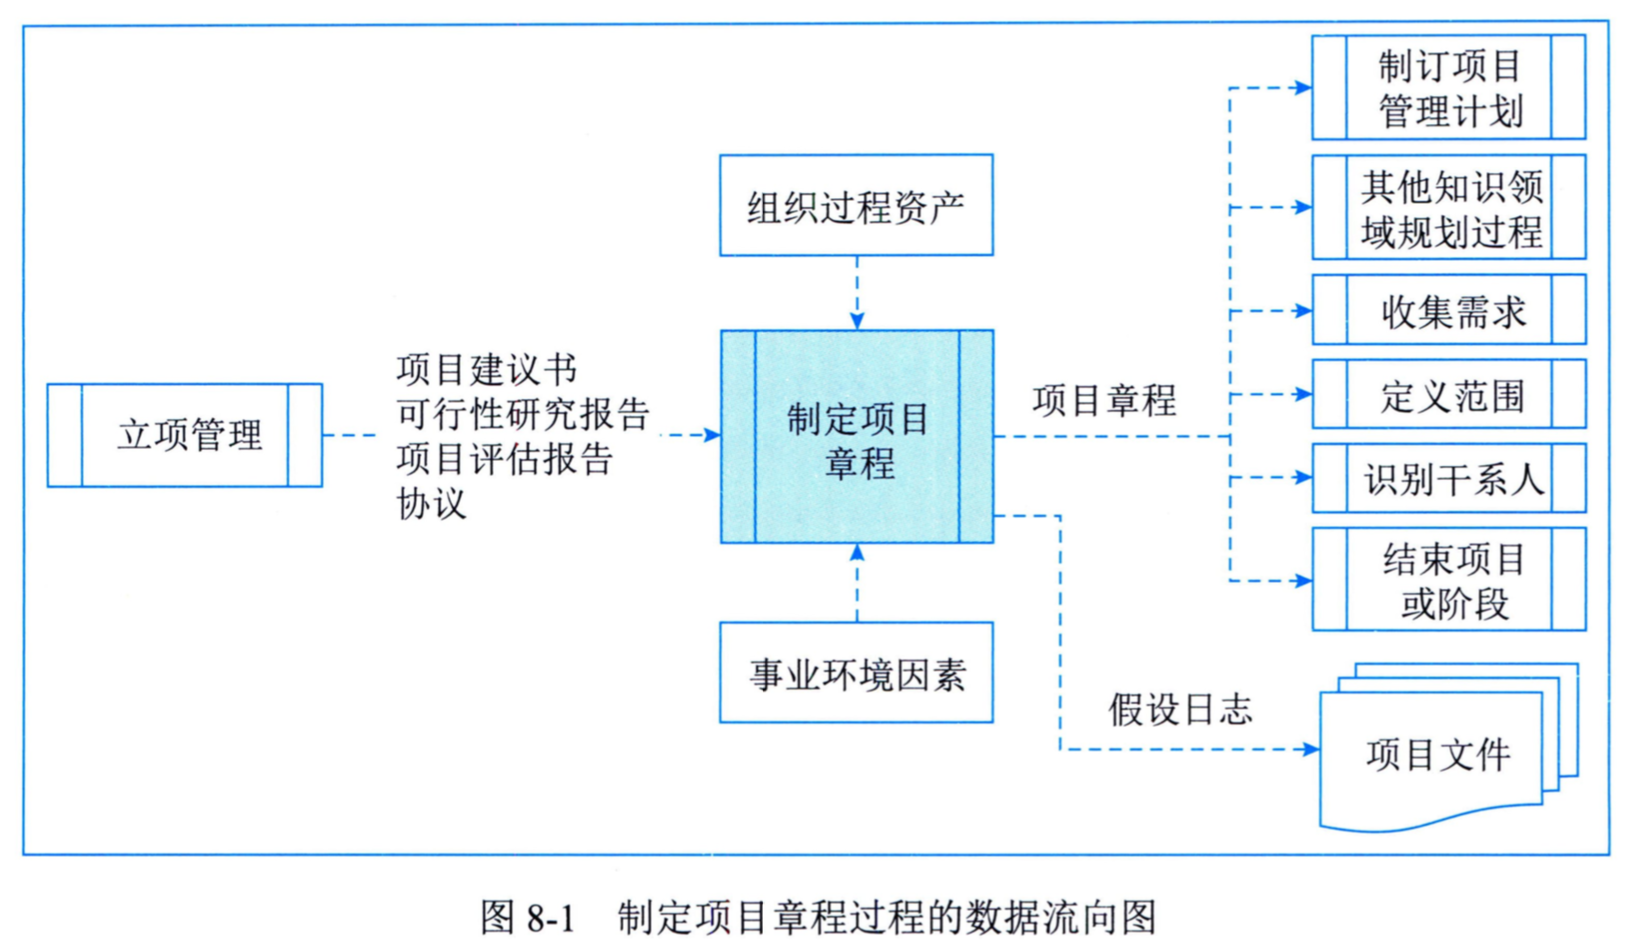 制订项目
管理计划
其他知识领
域规划过程
组织过程资产
收集需求
项目建议书
可行性研究报告
项目评估报告
协议
立项管理
制定项目
章程
项目章程
定义范围
识别干系人
结束项目
或阶段
事业环境因素
假设日志
项目文件
图 8-1 制定项目章程过程的数据流向图